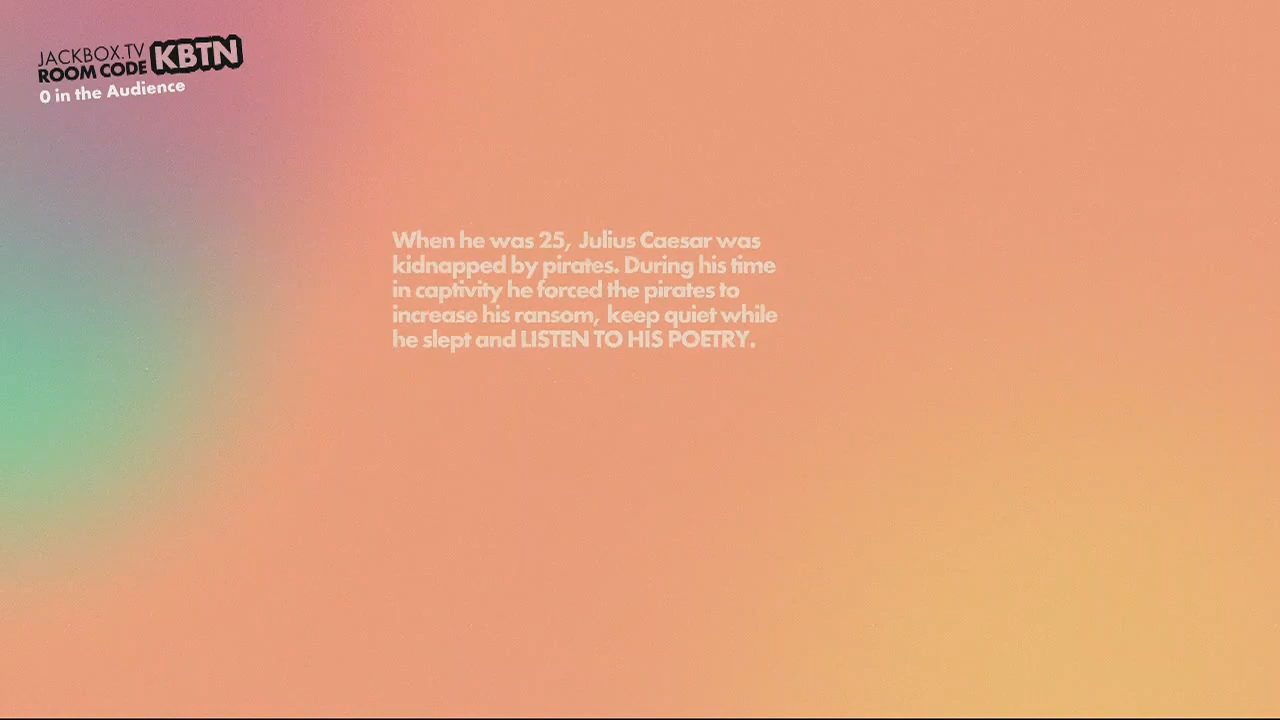 JACKBOX.TV
ROOM CODE KBTN
0 in the Audience
When he was 25, Julius Caesar was
kidnapped by pirates. During his time
in captivity he forced the pirates to
increase his ransom, keep quiet while
he slept and LISTEN TO HIS POETRY.